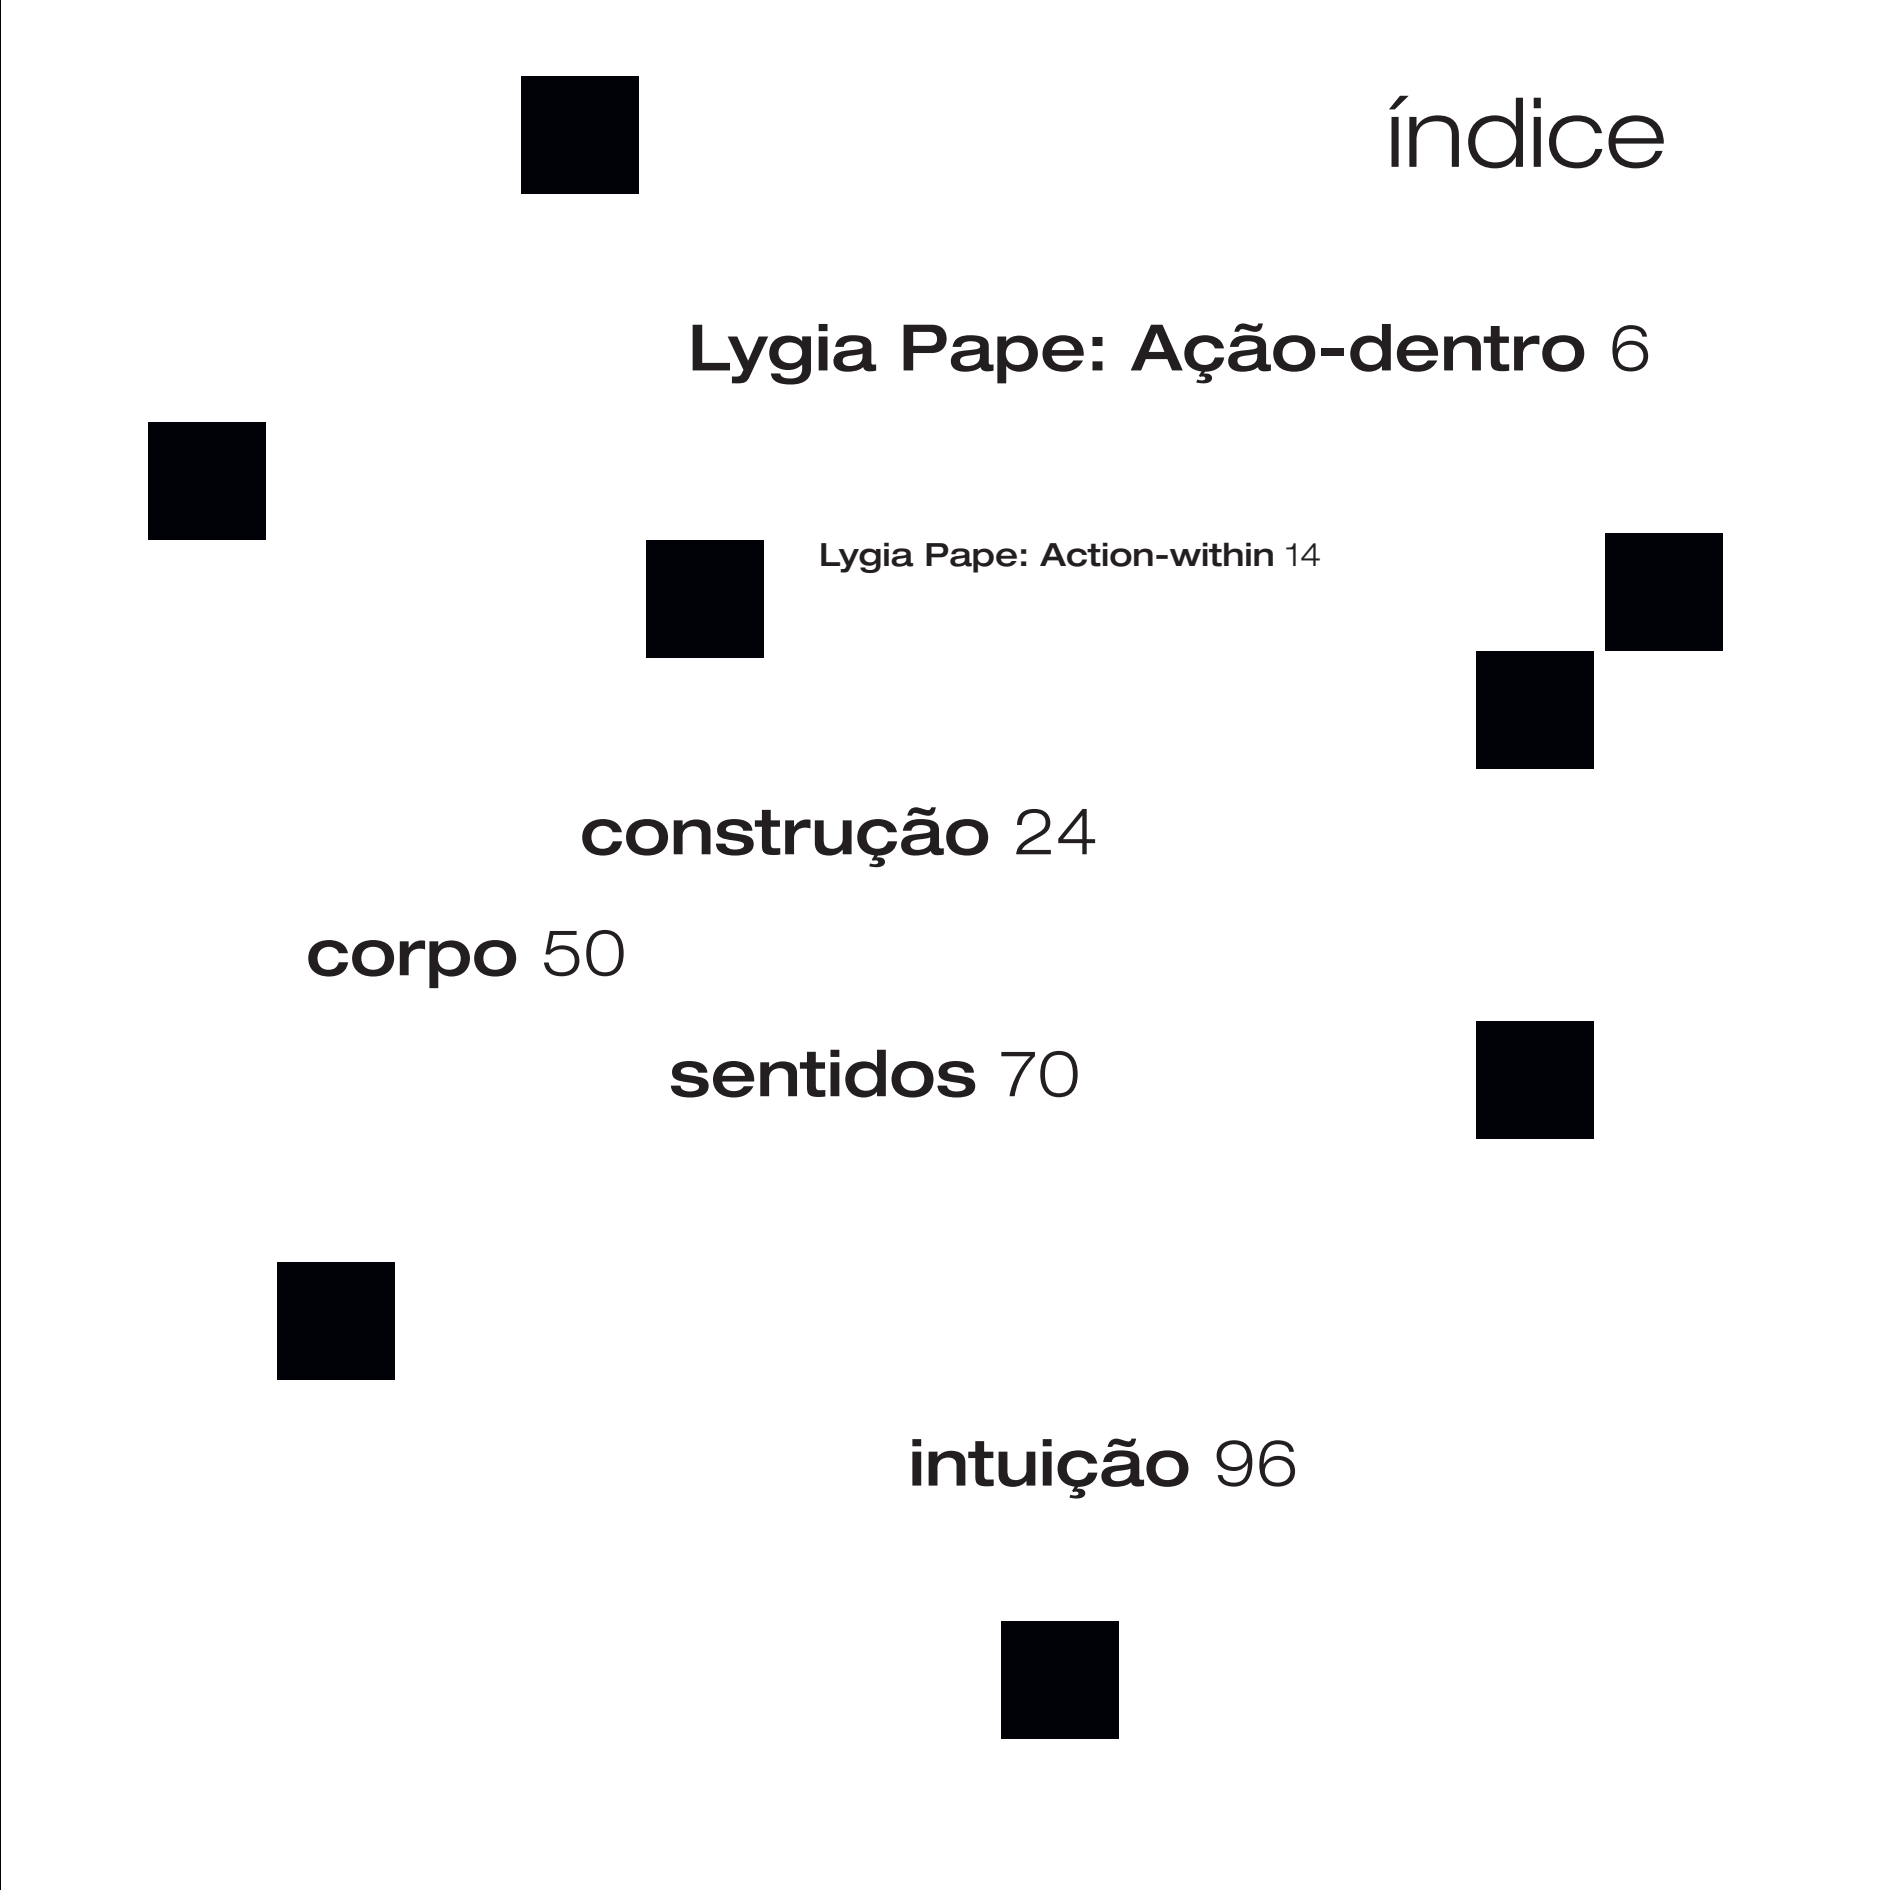 índice
Lygia Pape: Ação-dentro 6
Lygia Pape: Action-within 14
construção 24
corpo 50
sentidos 70
intuição 96